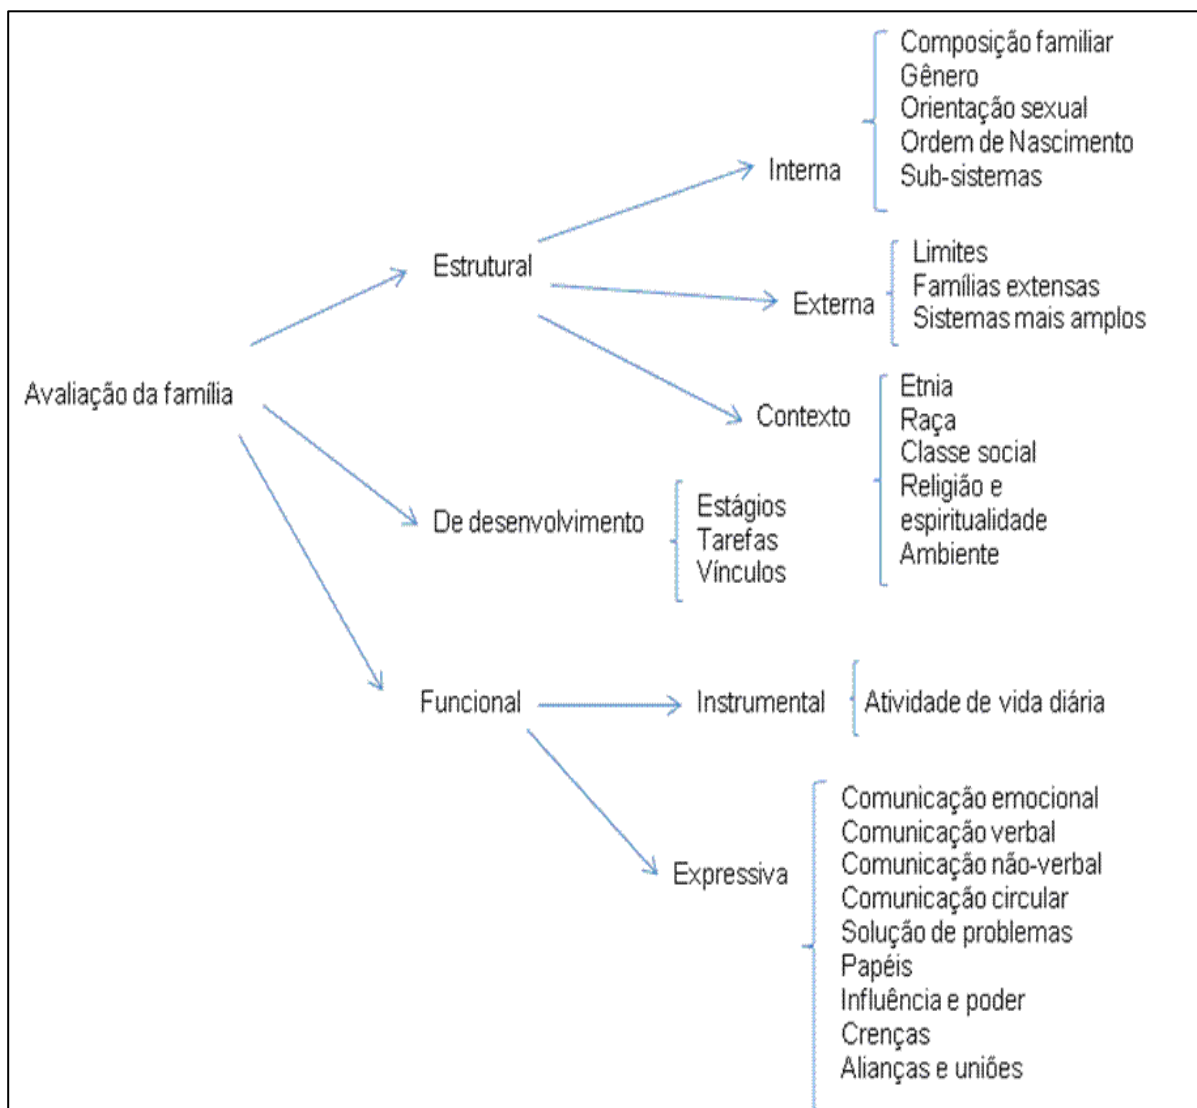 Composição familiar
Gênero
Orientação sexual
Ordem de Nascimento
Sub-sistemas
Interna
Estrutural
Limites
Famílias extensas
Sistemas mais amplos
Externa
Avaliação da família
Etnia
Raça
Classe social
Religião e
espiritualidade
Ambiente
Contexto
De desenvolvimento
Estágios
Tarefas
Vínculos
Funcional
Instrumental
Atividade de vida diária
Expressiva
Comunicação emocional
Comunicação verbal
Comunicação não-verbal
Comunicação circular
Solução de problemas
Papéis
Influência e poder
Crenças
Alianças e uniões